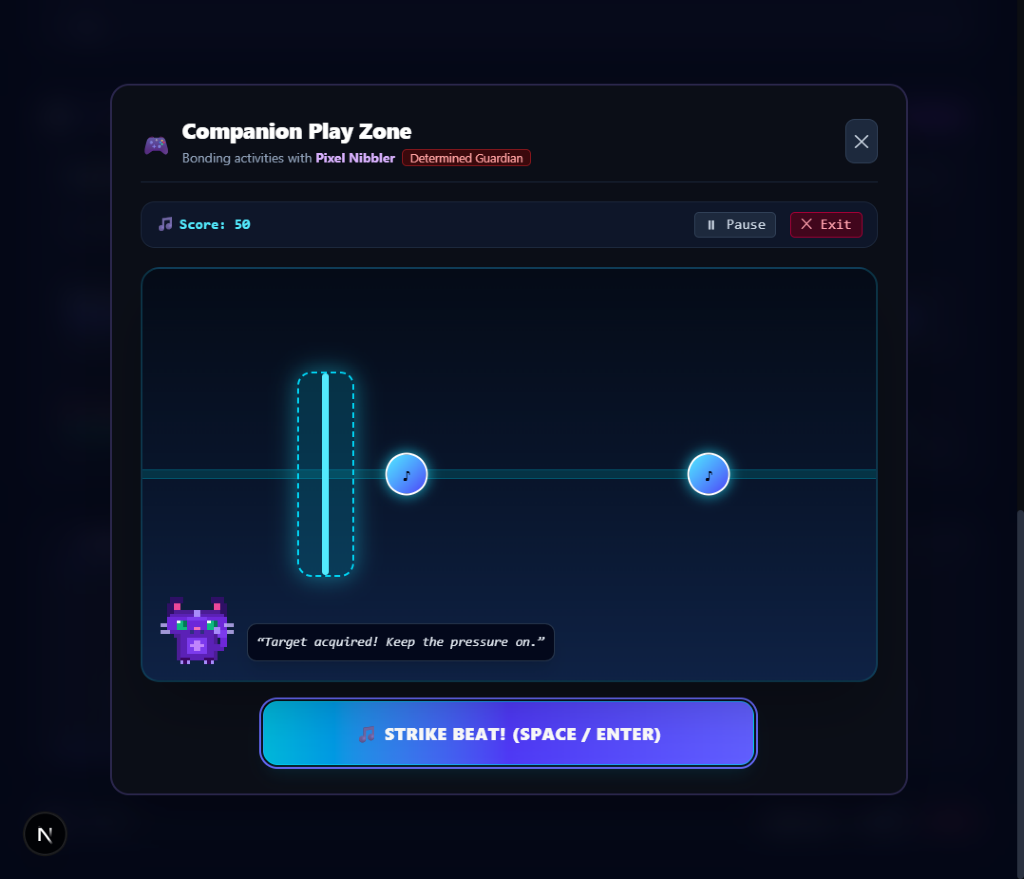 Companion Play Zone
Bonding activities with Pixel Nibbler Determined Guardian
Score: 50
Pause
Exit
“Target acquired! Keep the pressure on.”
STRIKE BEAT! (SPACE / ENTER)
N